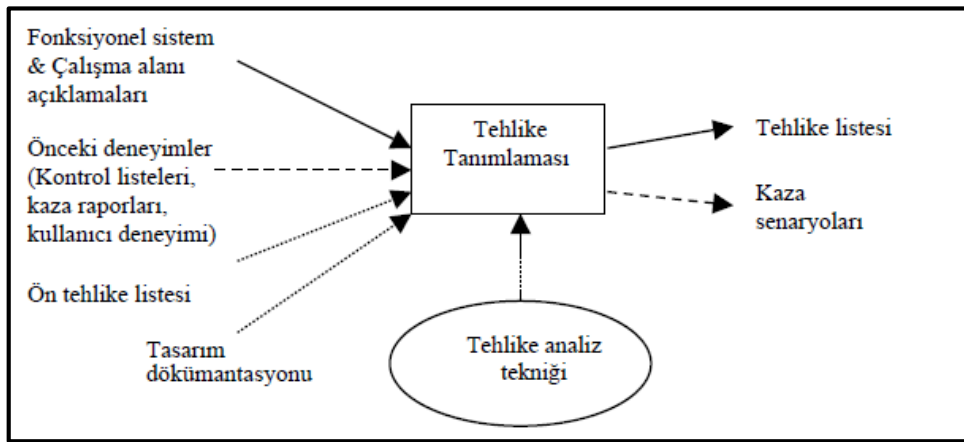 Fonksiyonel sistem
& Çalışma alanı
açıklamaları
Önceki deneyimler
(Kontrol listeleri,
kaza raporları,
kullanıcı deneyimi)
Ön tehlike listesi
Tasarım
dökümantasyonu
Tehlike
Tanımlaması
Tehlike analiz
tekniği
Tehlike listesi
Kaza
senaryoları